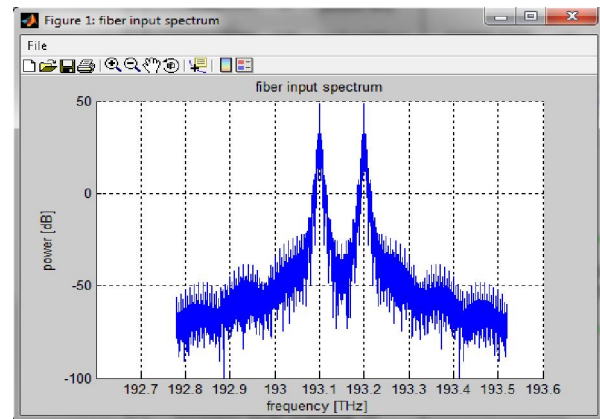 Figure 1: fiber input spectrum
File
fiber input spectrum
50
0
-50
-100
power [dB]
192.7 192.8 192.9 193 193.1 193.2 193.3 193.4 193.5 193.6
frequency [THz]